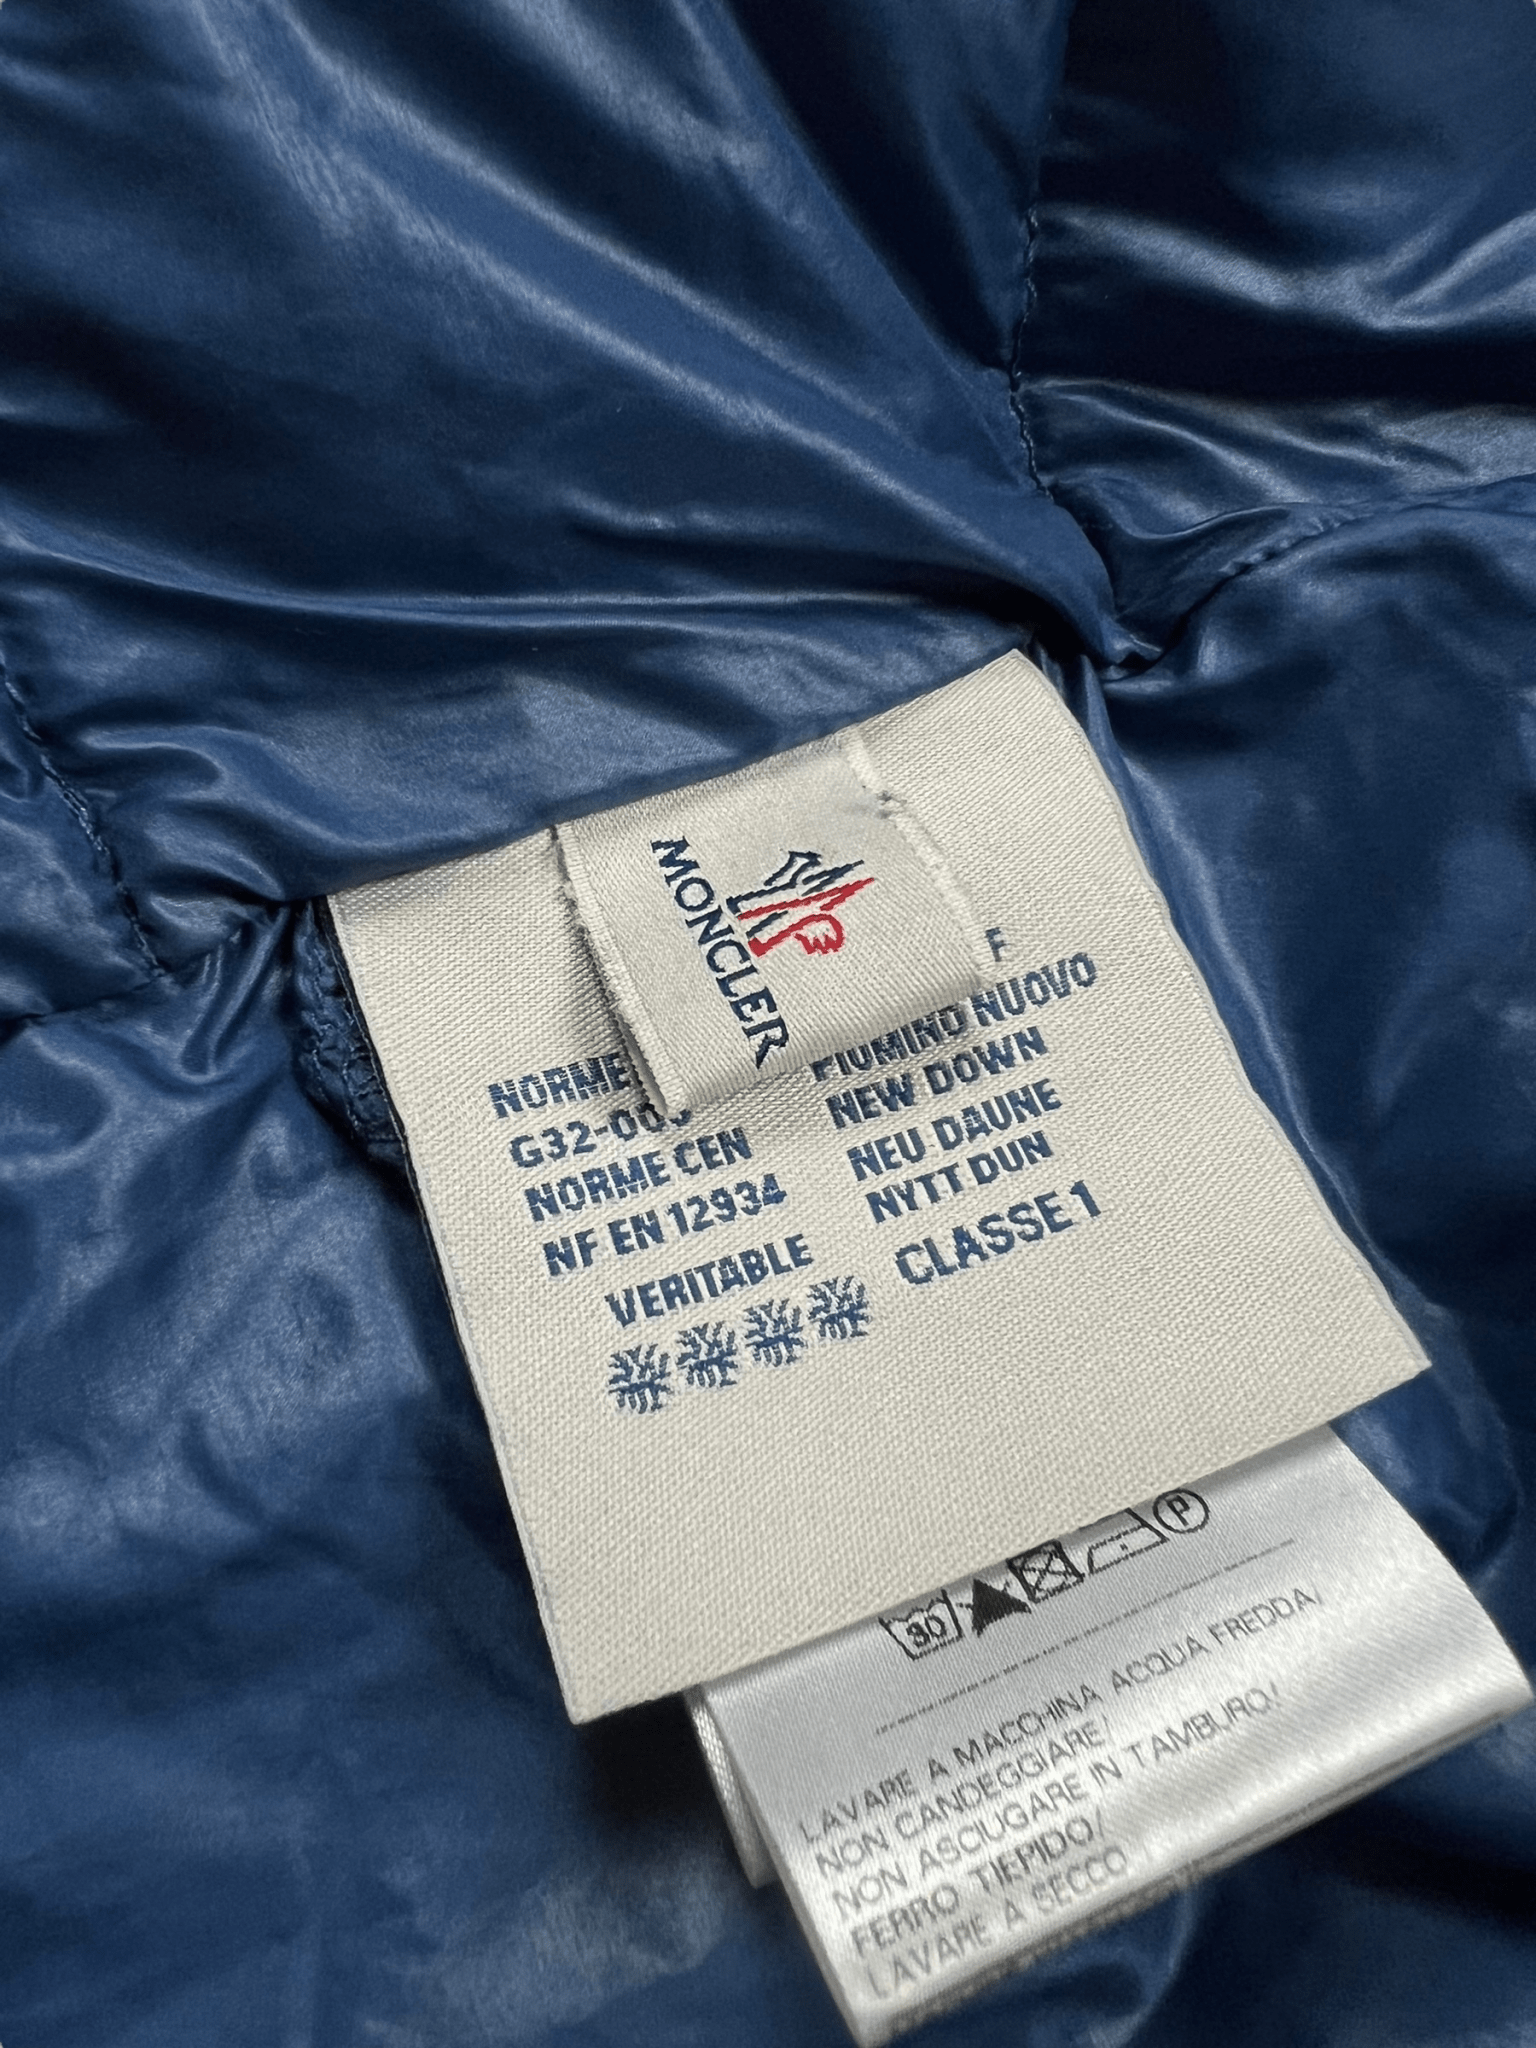 MONCLER
F
NORME
G32-00
NORME CEN
NF EN 12934
VERITABLE
PIUMINO NUOVO
NEW DOWN
NEU DAUNE
NYTT DUN
CLASSE 1
30
P
LAVARE A MACCHINA ACQUA FREDDA/
NON CANDEGGIARE/
NON ASCIUGARE IN TAMBURO/
FERRO TIEPIDO/
LAVARE A SECCO